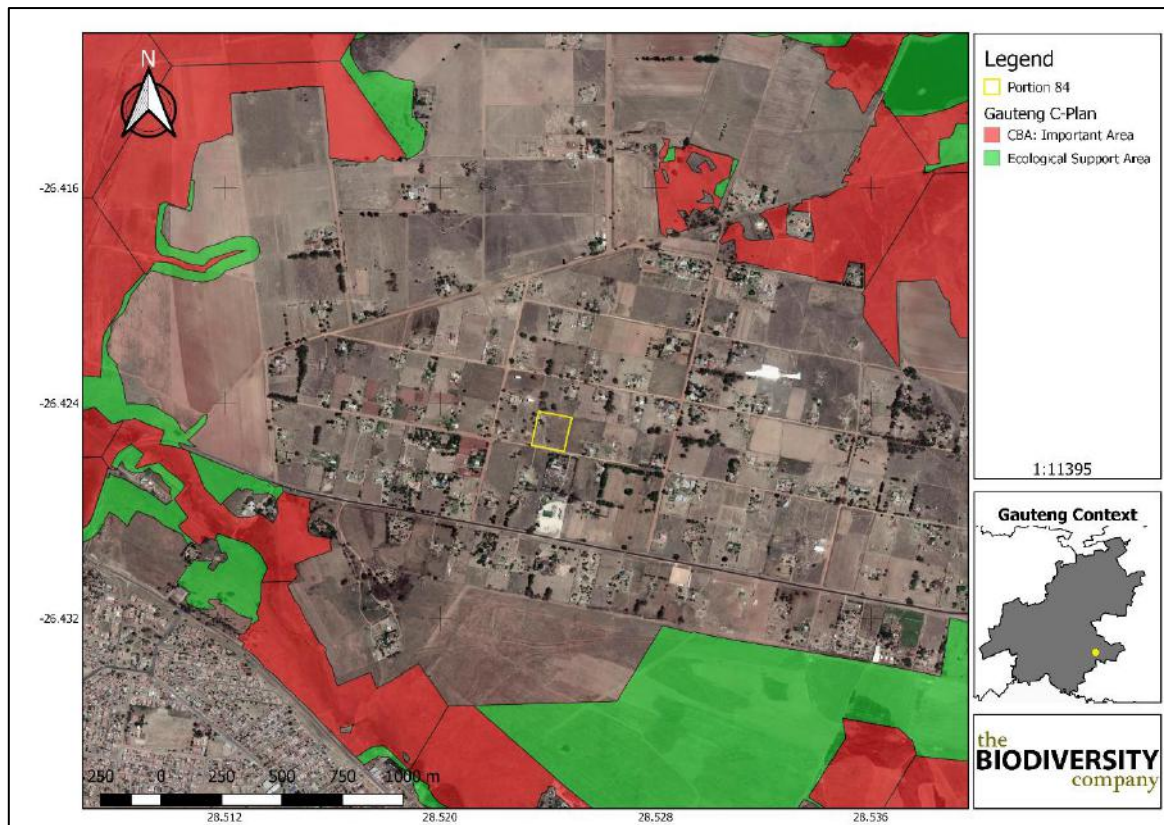 N
-26.416
-26.424
-26.432
28.512
28.520
28.528
28.536
-250 0 250 500 750 1000 m
Legend
Portion 84
Gauteng C-Plan
CBA: Important Area
Ecological Support Area
1:11395
Gauteng Context
the
BIODIVERSITY
company